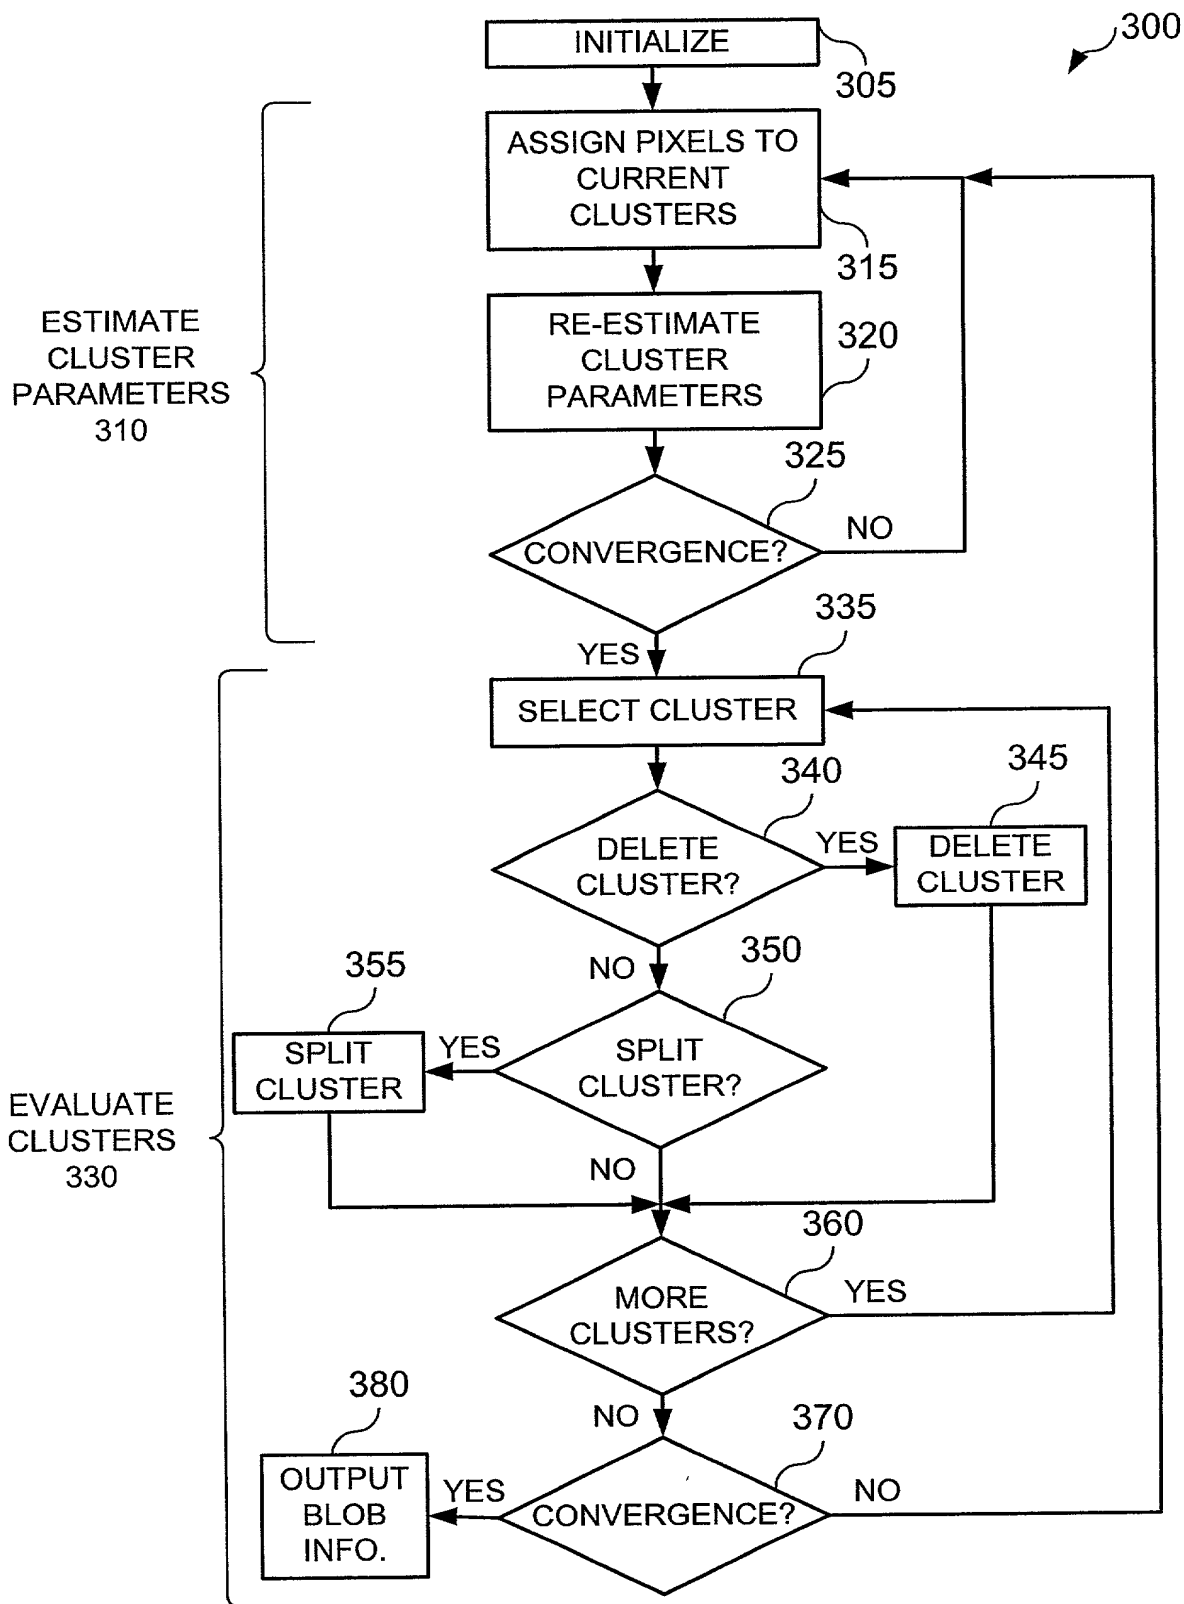 300
INITIALIZE
305
ASSIGN PIXELS TO
CURRENT
CLUSTERS
315
ESTIMATE
CLUSTER
PARAMETERS
310
RE-ESTIMATE
CLUSTER
PARAMETERS
320
325
CONVERGENCE?
NO
YES
335
SELECT CLUSTER
340
345
DELETE
CLUSTER?
YES
DELETE
CLUSTER
NO
350
355
SPLIT
CLUSTER
YES
SPLIT
CLUSTER?
EVALUATE
CLUSTERS
330
NO
360
MORE
CLUSTERS?
YES
NO
370
380
OUTPUT
BLOB
INFO.
YES
CONVERGENCE?
NO